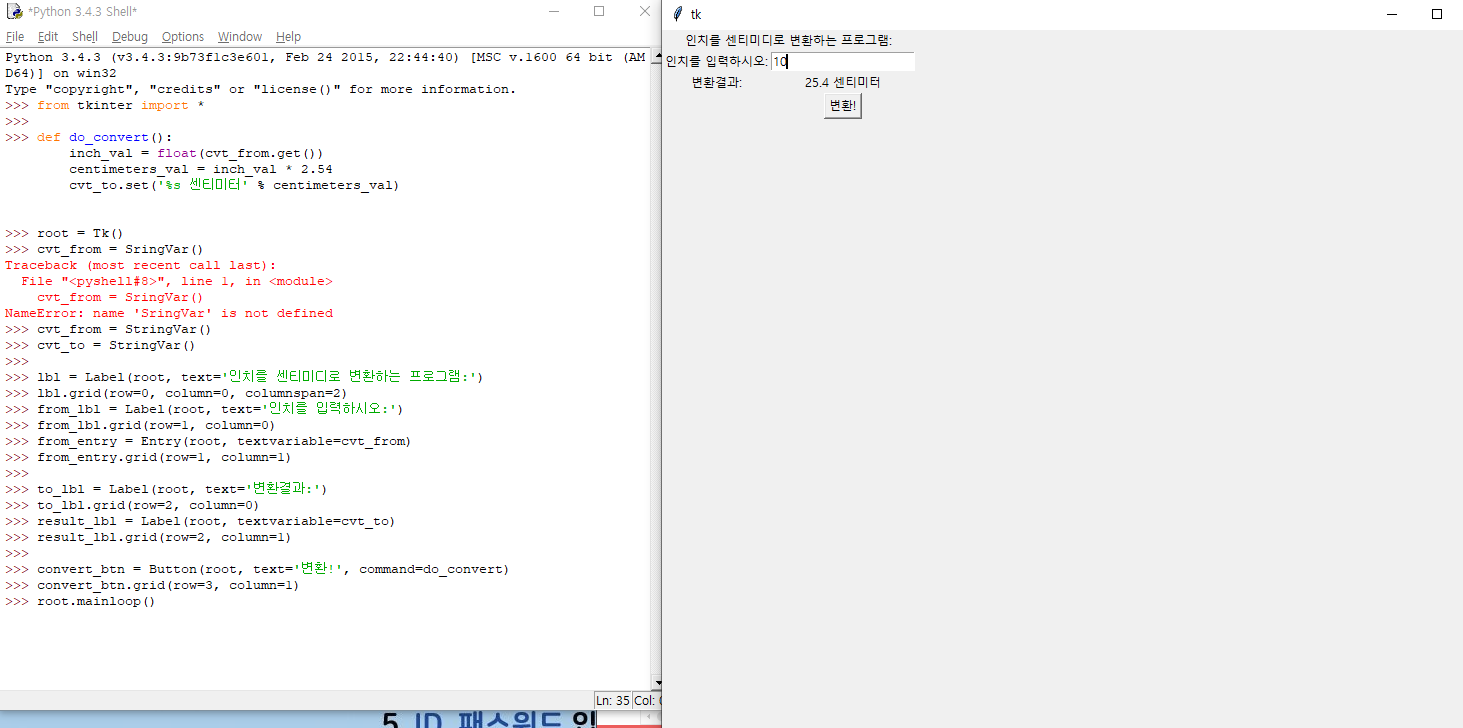 *Python 3.4.3 Shell*
File Edit Shell Debug Options Window Help
Python 3.4.3 (v3.4.3:9b73f1c3e601, Feb 24 2015, 22:44:40) [MSC v.1600 64 bit (AM
D64)] on win32
Type "copyright", "credits" or "license()" for more information.
>>> from tkinter import *
>>>
>>> def do_convert():
        inch_val = float(cvt_from.get())
        centimeters_val = inch_val * 2.54
        cvt_to.set('%s 센티미터' % centimeters_val)
>>> root = Tk()
>>> cvt_from = SringVar()
Traceback (most recent call last):
  File "<pyshell#8>", line 1, in <module>
    cvt_from = SringVar()
NameError: name 'SringVar' is not defined
>>> cvt_from = StringVar()
>>> cvt_to = StringVar()
>>>
>>> lbl = Label(root, text='인치를 센티미디로 변환하는 프로그램:')
>>> lbl.grid(row=0, column=0, columnspan=2)
>>> from_lbl = Label(root, text='인치를 입력하시오:')
>>> from_lbl.grid(row=1, column=0)
>>> from_entry = Entry(root, textvariable=cvt_from)
>>> from_entry.grid(row=1, column=1)
>>>
>>> to_lbl = Label(root, text='변환결과:')
>>> to_lbl.grid(row=2, column=0)
>>> result_lbl = Label(root, textvariable=cvt_to)
>>> result_lbl.grid(row=2, column=1)
>>>
>>> convert_btn = Button(root, text='변환!', command=do_convert)
>>> convert_btn.grid(row=3, column=1)
>>> root.mainloop()
Ln: 35 Col:
5. ID, 패스워드
tk
인치를 센티미디로 변환하는 프로그램:
인치를 입력하시오: 10
변환결과: 25.4 센티미터
변환!